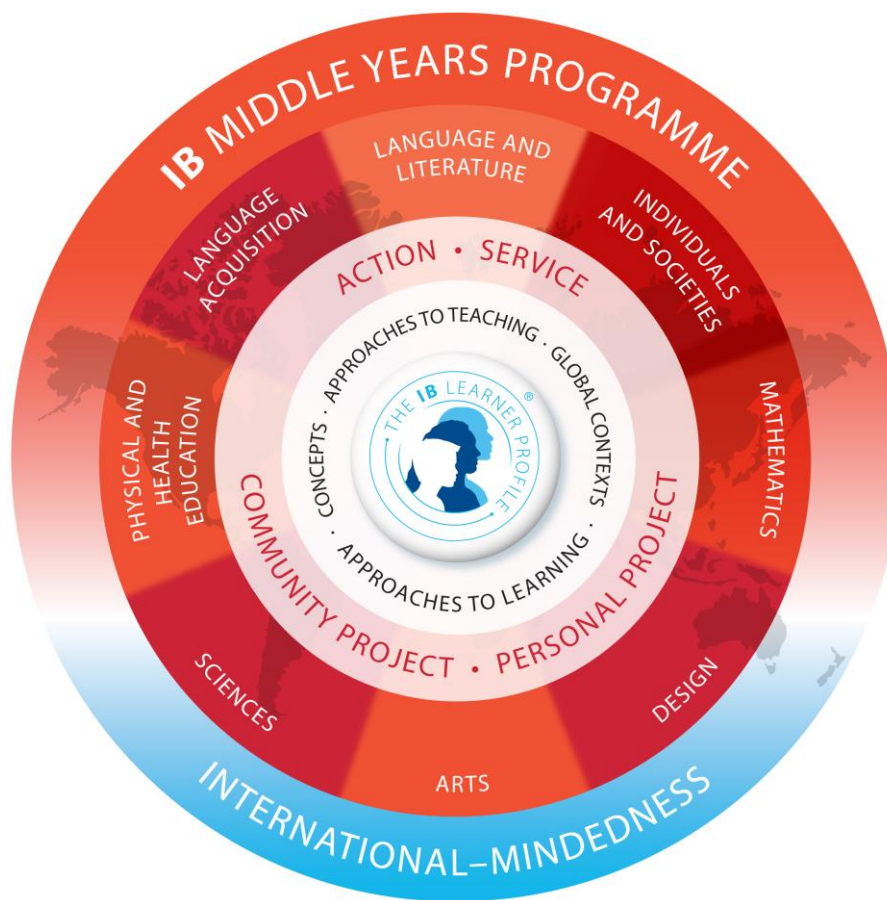 IB MIDDLE YEARS PROGRAMME
LANGUAGE AND
LITERATURE
INDIVIDUALS
AND SOCIETIES
MATHEMATICS
DESIGN
ARTS
SCIENCES
PHYSICAL AND
HEALTH
EDUCATION
LANGUAGE
ACQUISITION
ACTION • SERVICE
PERSONAL PROJECT
• COMMUNITY PROJECT
APPROACHES TO TEACHING
· GLOBAL CONTEXTS
· APPROACHES TO LEARNING
· CONCEPTS ·
• THE IB LEARNER PROFILE •
®
INTERNATIONAL–MINDEDNESS